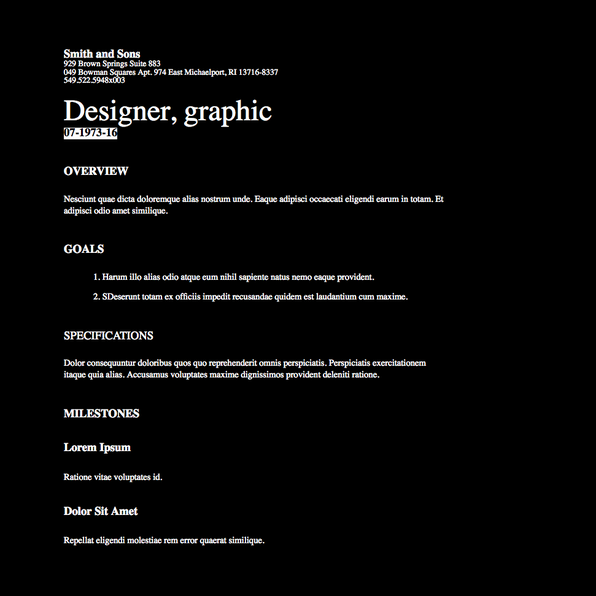 Smith and Sons
929 Brown Springs Suite 883
049 Bowman Squares Apt. 974 East Michaelport, RI 13716-8337
549.522.5948x003
Designer, graphic
07-1973-16
OVERVIEW
Nesciunt quae dicta doloremque alias nostrum unde. Eaque adipisci occaecati eligendi earum in totam. Et
adipisci odio amet similique.
GOALS
1. Harum illo alias odio atque eum nihil sapiente natus nemo eaque provident.
2. SDeserunt totam ex officiis impedit recusandae quidem est laudantium cum maxime.
SPECIFICATIONS
Dolor consequuntur doloribus quos quo reprehenderit omnis perspiciatis. Perspiciatis exercitationem
itaque quia alias. Accusamus voluptates maxime dignissimos provident deleniti ratione.
MILESTONES
Lorem Ipsum
Ratione vitae voluptates id.
Dolor Sit Amet
Repellat eligendi molestiae rem error quaerat similique.